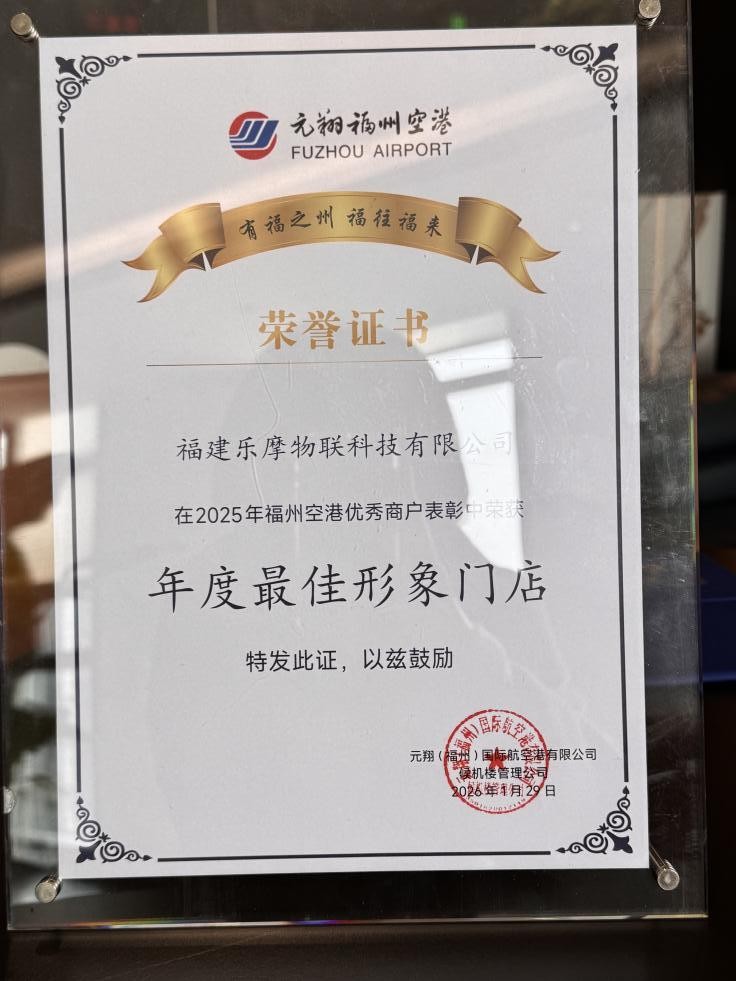 元翔福州空港
FUZHOU AIRPORT
有福之州 福往福来
荣誉证书
福建乐摩物联科技有限公司
在2025年福州空港优秀商户表彰中荣获
年度最佳形象门店
特发此证，以兹鼓励
元翔（福州）国际航空港有限公司
候机楼管理公司
2026年1月29日